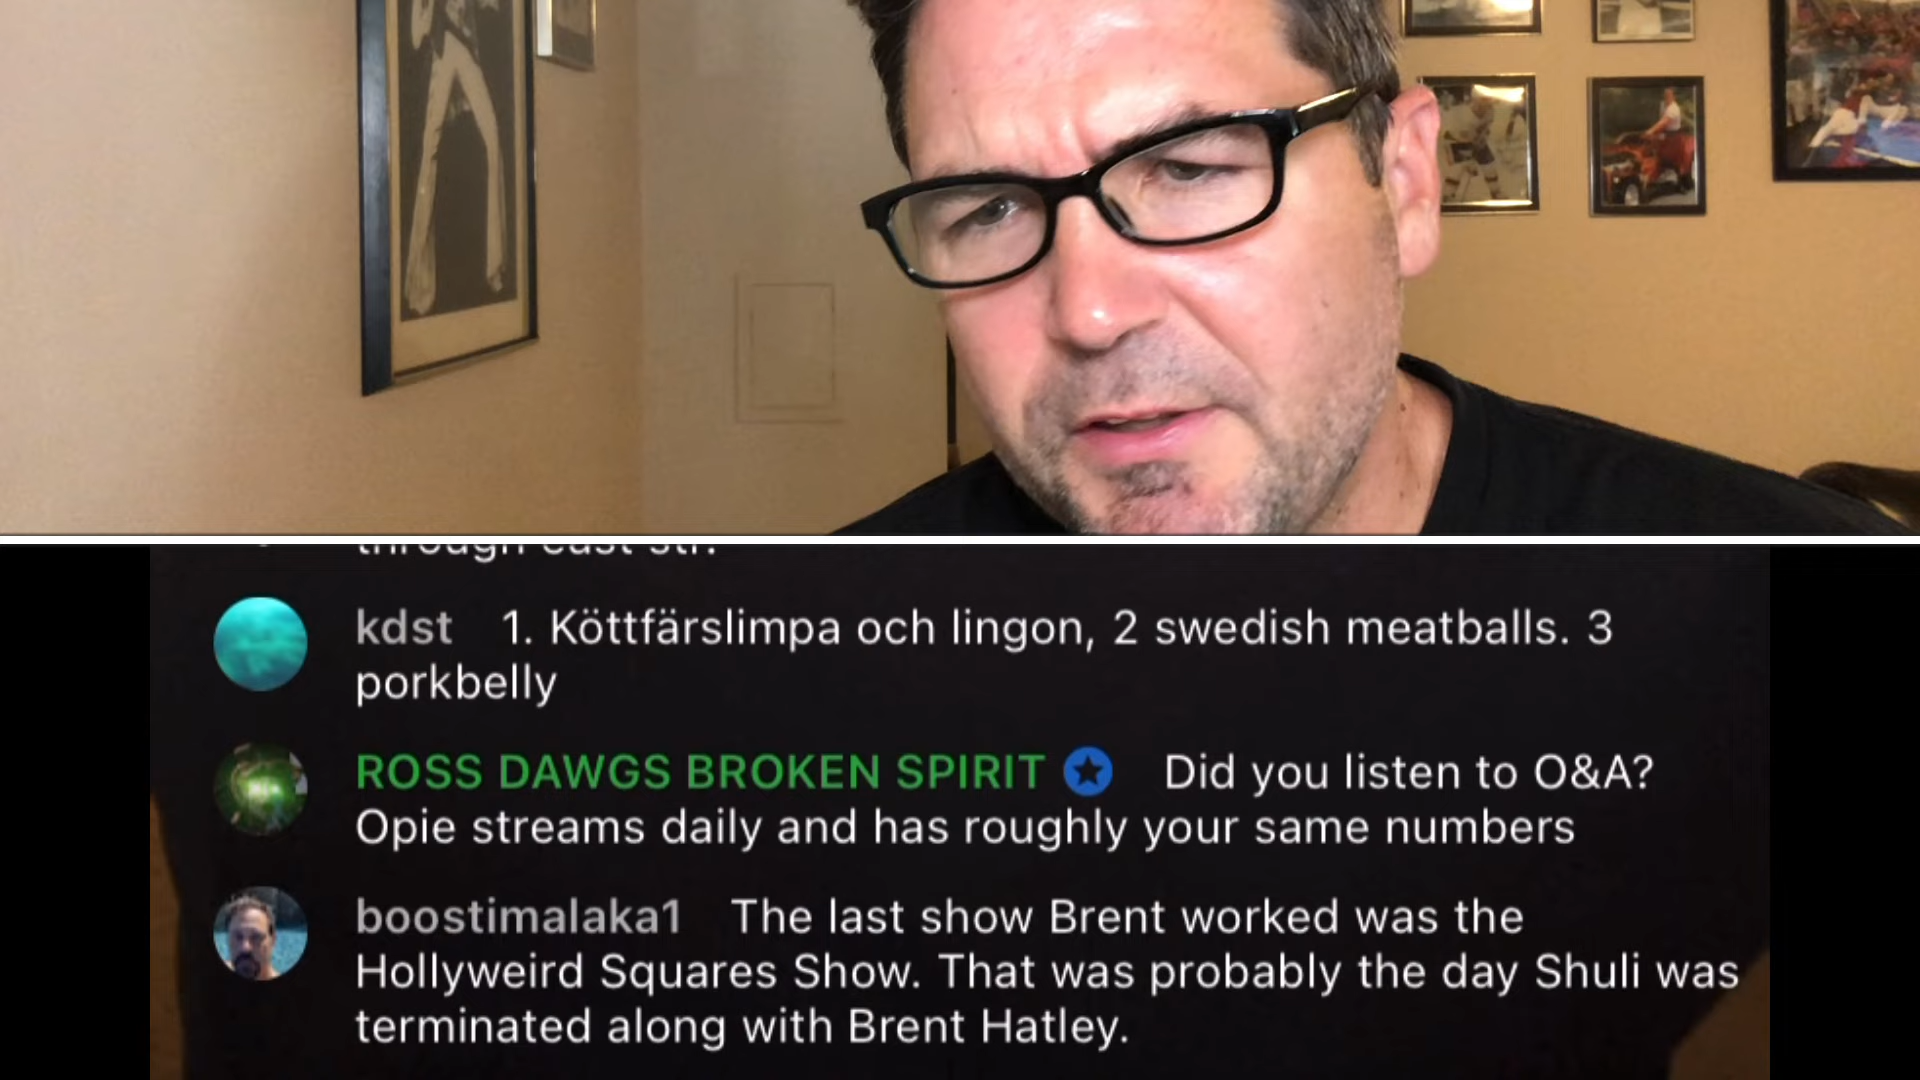 kdst 1. Köttfärslimpa och lingon, 2 swedish meatballs. 3
porkbelly
ROSS DAWGS BROKEN SPIRIT Did you listen to O&A?
Opie streams daily and has roughly your same numbers
boostimalaka1 The last show Brent worked was the
Hollyweird Squares Show. That was probably the day Shuli was
terminated along with Brent Hatley.